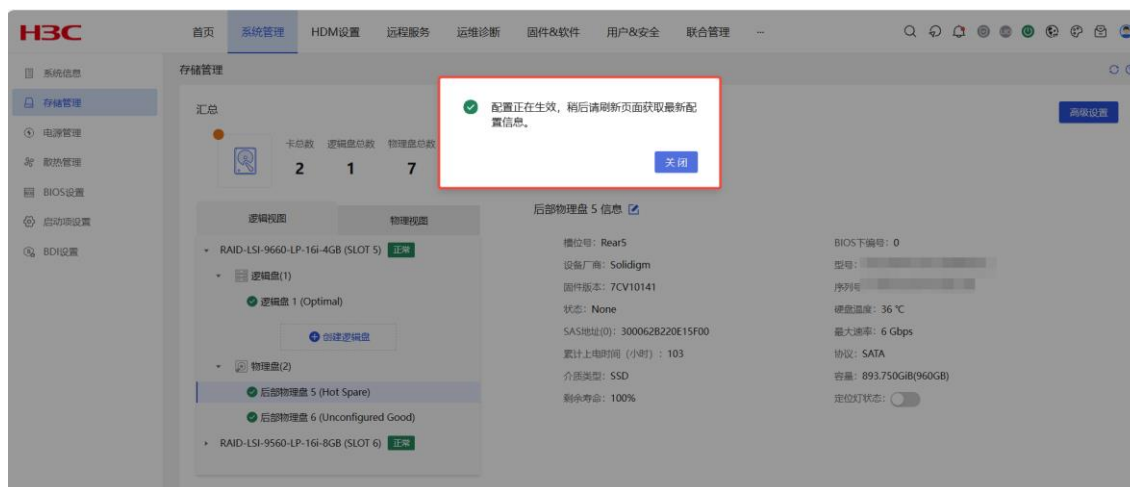 H3C
首页 系统管理 HDM设置 远程服务 运维诊断 固件&软件 用户&安全 联合管理 ...
系统信息
存储管理
电源管理
散热管理
BIOS设置
启动项设置
BDI设置
存储管理
汇总
高级设置
卡总数 逻辑盘总数 物理盘总数
2 1 7
配置正在生效，稍后请刷新页面获取最新配
置信息。
关闭
逻辑视图 物理视图
RAID-LSI-9660-LP-16i-4GB (SLOT 5) 正常
逻辑盘(1)
逻辑盘 1 (Optimal)
创建逻辑盘
物理盘(2)
后部物理盘 5 (Hot Spare)
后部物理盘 6 (Unconfigured Good)
RAID-LSI-9560-LP-16i-8GB (SLOT 6) 正常
后部物理盘 5 信息
槽位号: Rear5 BIOS下编号: 0
设备厂商: Solidigm 型号:
固件版本: 7CV10141 序列号
状态: None 硬盘温度: 36 ℃
SAS地址(0): 300062B220E15F00 最大速率: 6 Gbps
累计上电时间（小时）: 103 协议: SATA
介质类型: SSD 容量: 893.750GiB(960GB)
剩余寿命: 100% 定位灯状态: